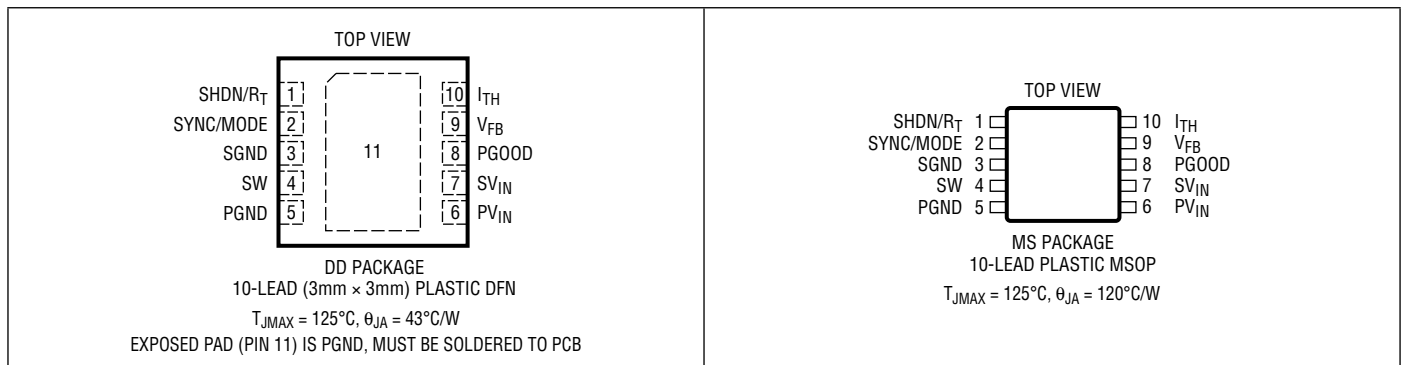 TOP VIEW
SHDN/RT 1
SYNC/MODE 2
SGND 3
SW 4
PGND 5
11
10 ITH
9 VFB
8 PGOOD
7 SVIN
6 PVIN
DD PACKAGE
10-LEAD (3mm × 3mm) PLASTIC DFN
TJMAX = 125°C, θJA = 43°C/W
EXPOSED PAD (PIN 11) IS PGND, MUST BE SOLDERED TO PCB
TOP VIEW
SHDN/RT 1
SYNC/MODE 2
SGND 3
SW 4
PGND 5
10 ITH
9 VFB
8 PGOOD
7 SVIN
6 PVIN
MS PACKAGE
10-LEAD PLASTIC MSOP
TJMAX = 125°C, θJA = 120°C/W